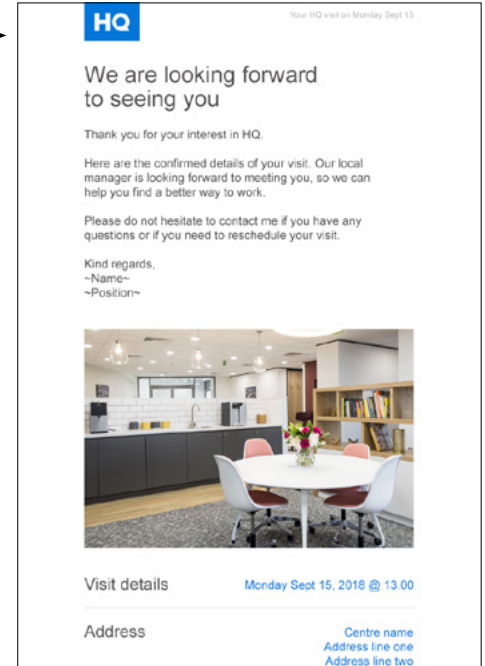 HQ
Your HQ visit on Monday Sept 15
We are looking forward
to seeing you
Thank you for your interest in HQ.
Here are the confirmed details of your visit. Our local
manager is looking forward to meeting you, so we can
help you find a better way to work.
Please do not hesitate to contact me if you have any
questions or if you need to reschedule your visit.
Kind regards,
~Name~
~Position~
Visit details
Monday Sept 15, 2018 @ 13.00
Address
Centre name
Address line one
Address line two